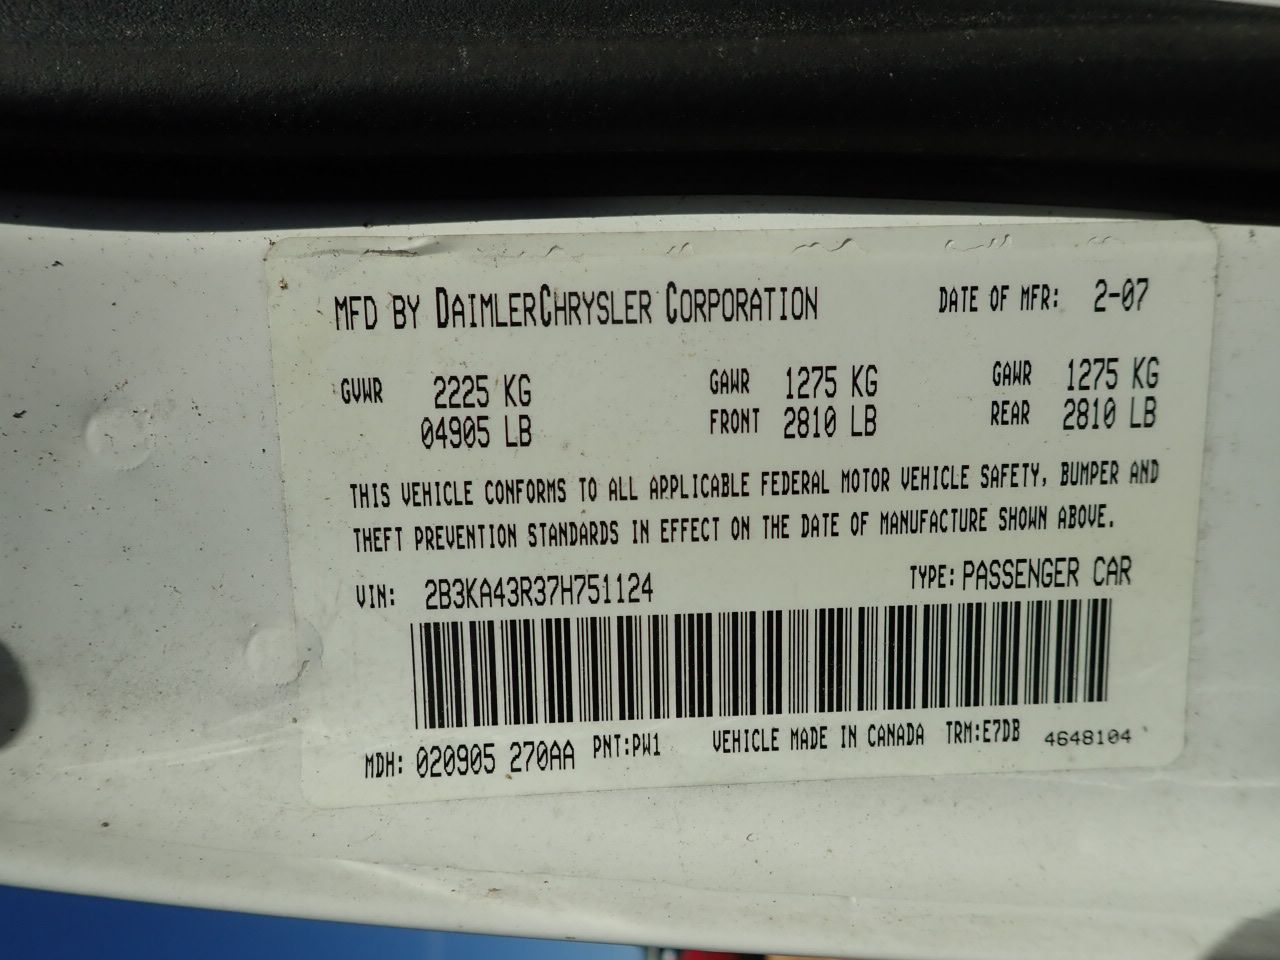 MFD BY DAIMLERCHRYSLER CORPORATION DATE OF MFR: 2-07
GVWR 2225 KG GAWR 1275 KG GAWR 1275 KG
04905 LB FRONT 2810 LB REAR 2810 LB
THIS VEHICLE CONFORMS TO ALL APPLICABLE FEDERAL MOTOR VEHICLE SAFETY, BUMPER AND
THEFT PREVENTION STANDARDS IN EFFECT ON THE DATE OF MANUFACTURE SHOWN ABOVE.
VIN: 2B3KA43R37H751124 TYPE: PASSENGER CAR
MDH: 020905 270AA PNT:PW1 VEHICLE MADE IN CANADA TRM:E7DB 4648104